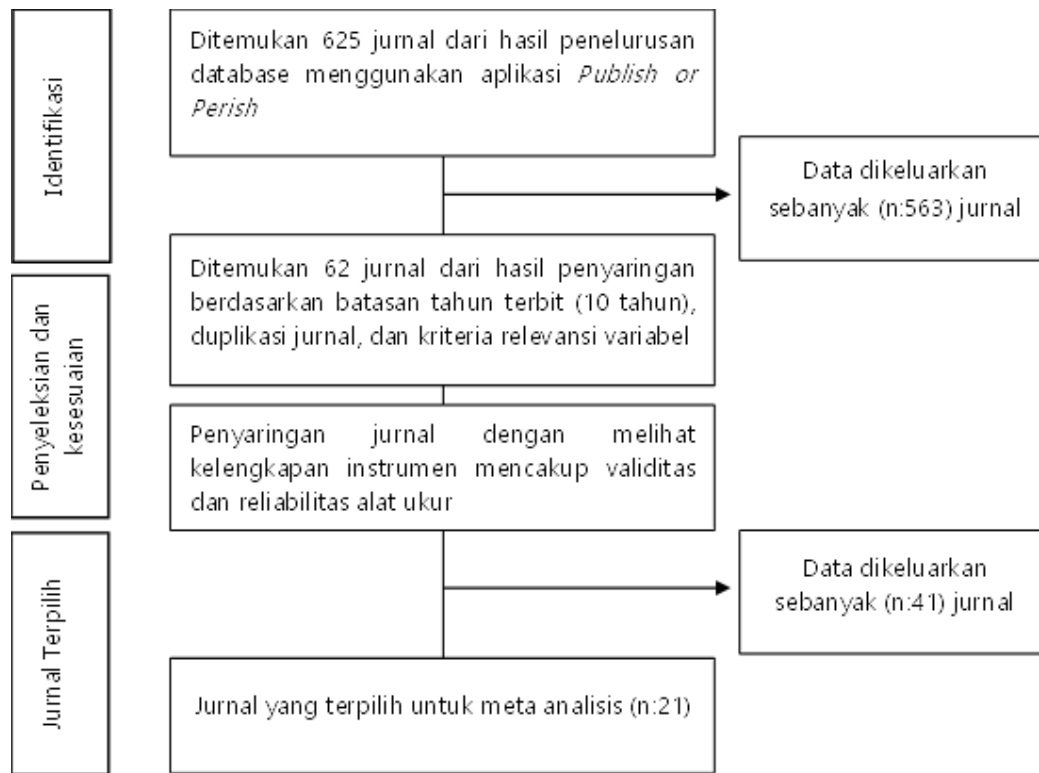 Identifikasi
Ditemukan 625 jurnal dari hasil penelurusan
database menggunakan aplikasi Publish or
Perish
Data dikeluarkan
sebanyak (n:563) jurnal
Penyeleksian dan
kesesuaian
Ditemukan 62 jurnal dari hasil penyaringan
berdasarkan batasan tahun terbit (10 tahun),
duplikasi jurnal, dan kriteria relevansi variabel
Penyaringan jurnal dengan melihat
kelengkapan instrumen mencakup validitas
dan reliabilitas alat ukur
Jurnal Terpilih
Data dikeluarkan
sebanyak (n:41) jurnal
Jurnal yang terpilih untuk meta analisis (n:21)